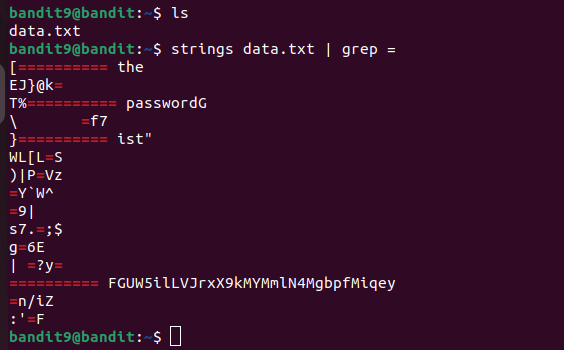 bandit9@bandit:~$ ls
data.txt
bandit9@bandit:~$ strings data.txt | grep =
[========== the
EJ}@k=
T%========== passwordG
\       =f7
}========== ist"
WL[L=S
)|P=Vz
=Y`W^
=9|
s7.=;$
g=6E
| =?y=
========== FGUW5ilLVJrxX9kMYMmlN4MgbpfMiqey
=n/iZ
:'=F
bandit9@bandit:~$